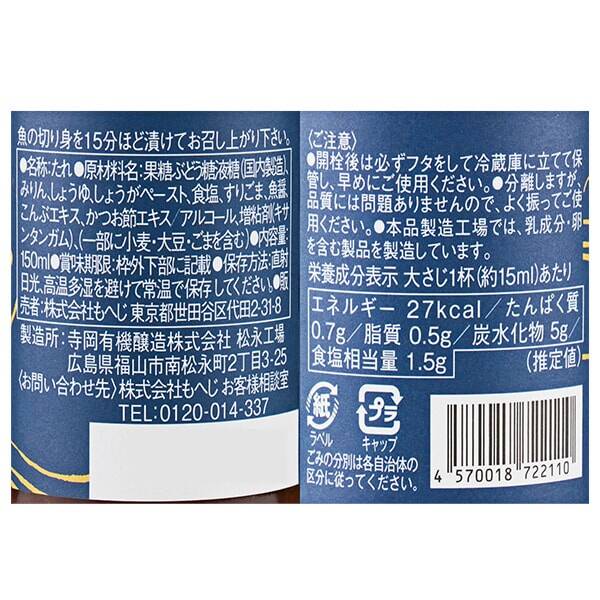 魚の切り身を15分ほど漬けてお召し上がり下さい。
●名称:たれ●原材料名:果糖ぶどう糖液糖(国内製造)、
みりん、しょうゆ、しょうがペースト、食塩、すりごま、魚醤、
こんぶエキス、かつお節エキス/アルコール、増粘剤(キサ
ンタンガム)、(一部に小麦・大豆・ごまを含む)●内容量:
150ml●賞味期限:枠外下部に記載●保存方法:直射
日光、高温多湿を避けて常温で保存してください。●販
売者:株式会社もへじ 東京都世田谷区代田2-31-8
製造所:寺岡有機醸造株式会社 松永工場
広島県福山市南松永町2丁目3-25
〈お問い合わせ先〉株式会社もへじ お客様相談室
TEL:0120-014-337
〈ご注意〉
●開栓後は必ずフタをして冷蔵庫に立てて保
管し、早めにご使用ください。●分離しますが、
品質には問題ありませんので、よく振ってご使
用ください。●本品製造工場では、乳成分・卵
を含む製品を製造しています。
栄養成分表示 大さじ1杯(約15ml)あたり
エネルギー 27kcal/たんぱく質
0.7g/脂質 0.5g/炭水化物 5g/
食塩相当量 1.5g (推定値)
紙
ラベル
プラ
キャップ
ごみの分別は各自治体の
区分に従ってください。
4 570018 722110